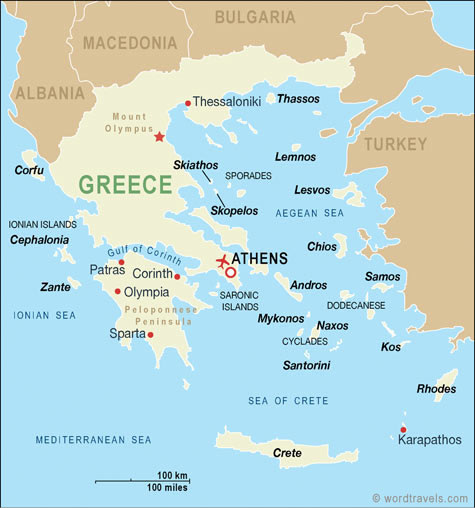 BULGARIA
MACEDONIA
ALBANIA
Thessaloniki
Thassos
Mount
Olympus
TURKEY
Corfu
Skiathos
Lemnos
SPORADES
GREECE
Lesvos
Skopelos
AEGEAN SEA
IONIAN ISLANDS
Cephalonia
Gulf of Corinth
Chios
ATHENS
Patras
Corinth
Samos
Zante
Olympia
SARONIC
ISLANDS
Andros
DODECANESE
Peloponnese
Peninsula
IONIAN SEA
Mykonos
Naxos
Sparta
CYCLADES
Kos
Santorini
Rhodes
SEA OF CRETE
MEDITERRANEAN SEA
Karapathos
Crete
100 km
100 miles
© wordtravels.com